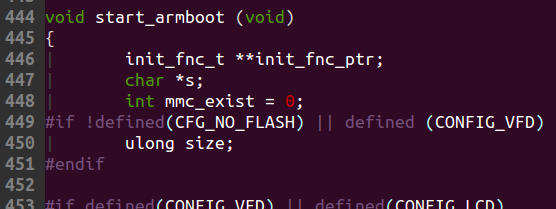 444 void start_armboot (void)
445 {
446         init_fnc_t **init_fnc_ptr;
447         char *s;
448         int mmc_exist = 0;
449 #if !defined(CFG_NO_FLASH) || defined (CONFIG_VFD)
450         ulong size;
451 #endif
452
453 #if defined(CONFIG_VFD) || defined(CONFIG_LCD)